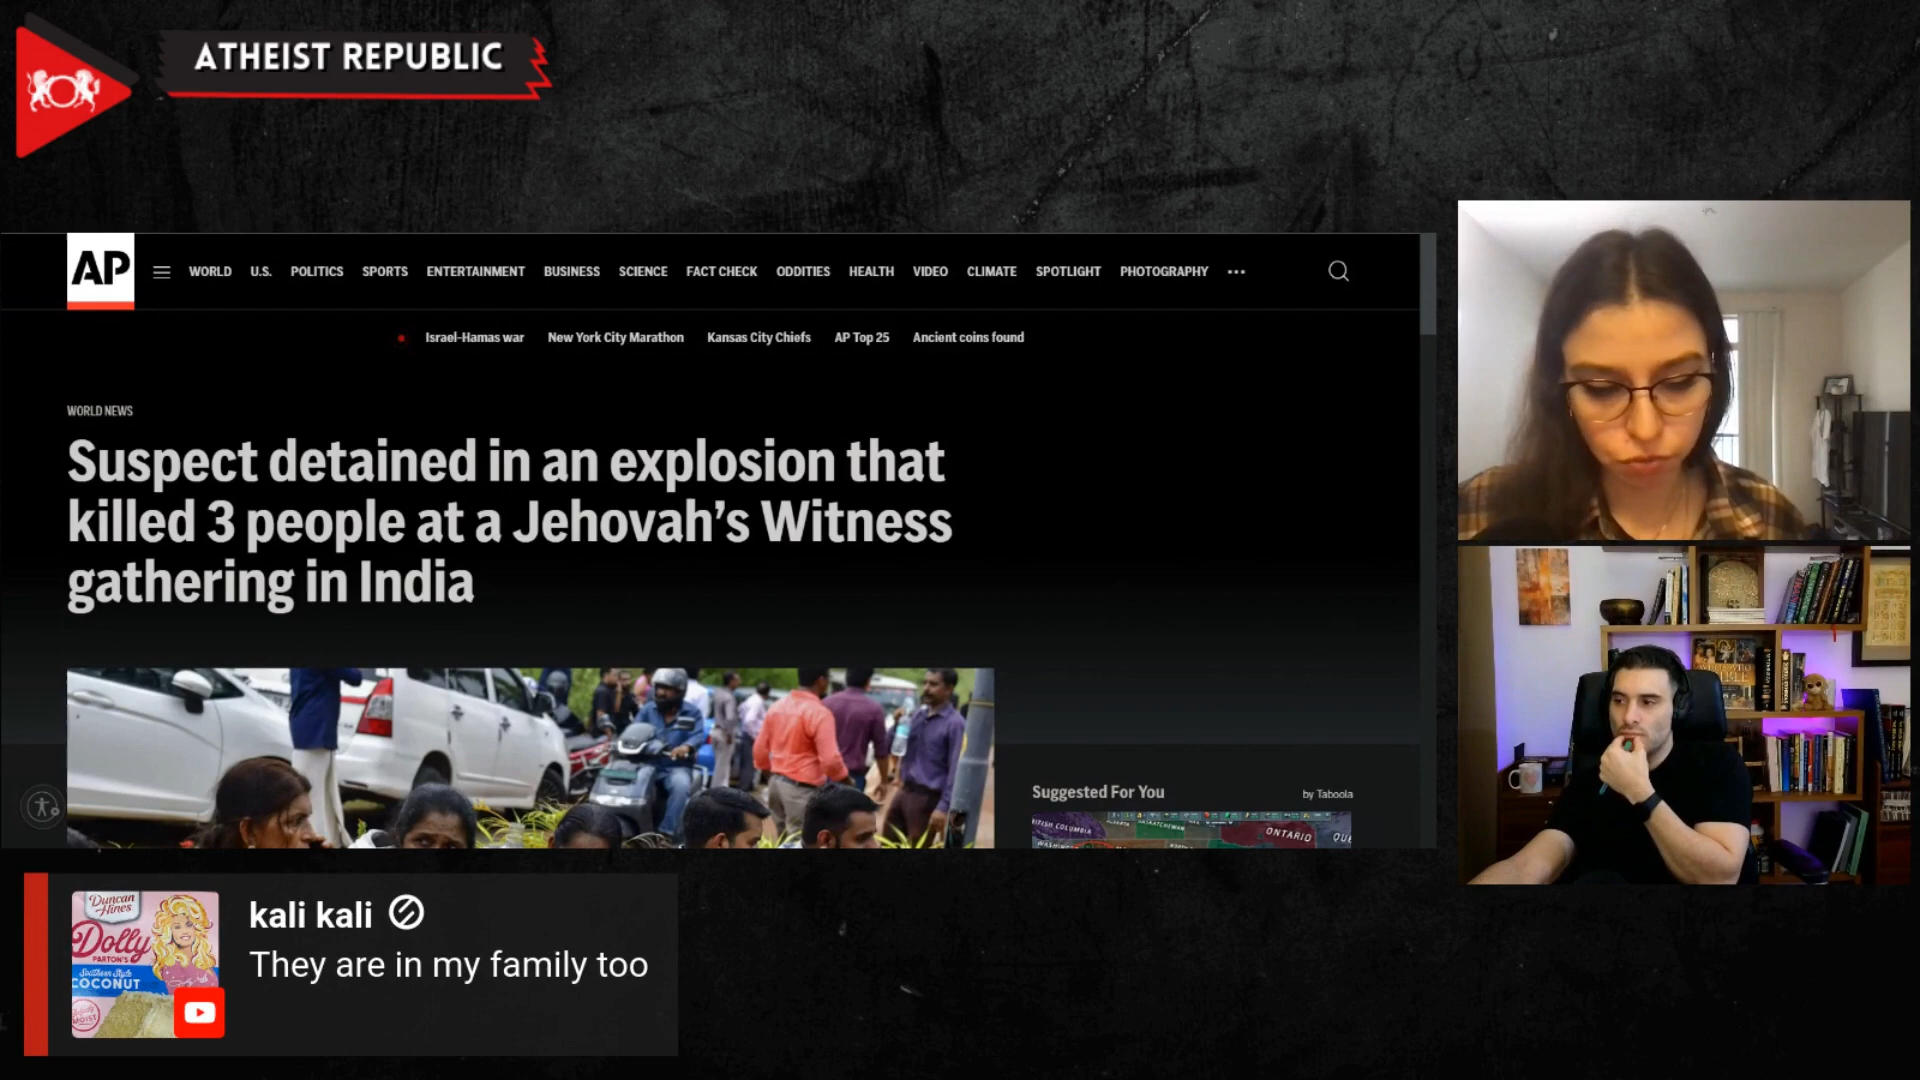 ATHEIST REPUBLIC
AP
WORLD U.S. POLITICS SPORTS ENTERTAINMENT BUSINESS SCIENCE FACT CHECK ODDITIES HEALTH VIDEO CLIMATE SPOTLIGHT PHOTOGRAPHY
Israel-Hamas war New York City Marathon Kansas City Chiefs AP Top 25 Ancient coins found
WORLD NEWS
Suspect detained in an explosion that
killed 3 people at a Jehovah's Witness
gathering in India
Suggested For You by Taboola
ONTARIO
kali kali
They are in my family too
Duncan
Hines
Dolly
PARTON'S
Southern Style
COCONUT